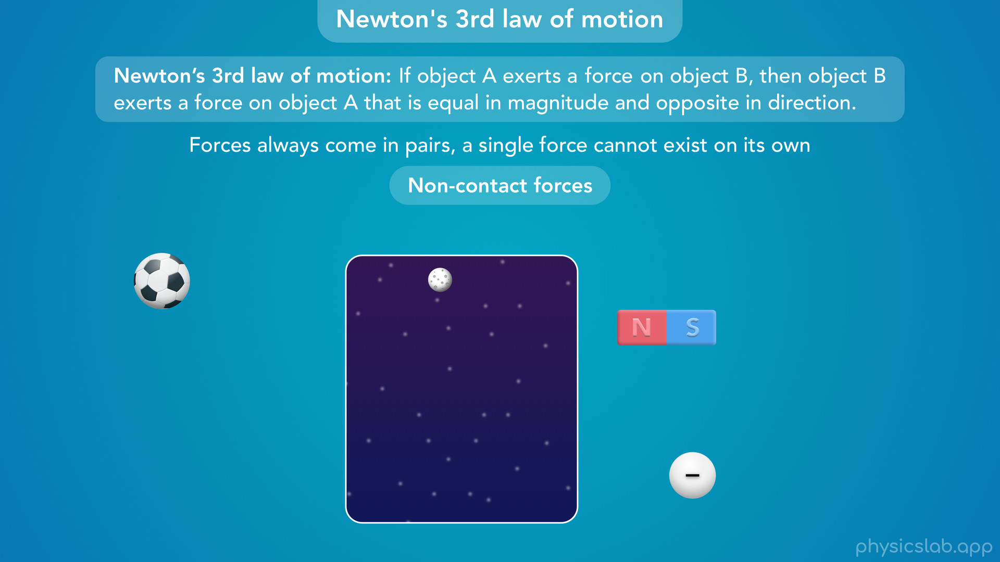 Newton's 3rd law of motion
Newton’s 3rd law of motion: If object A exerts a force on object B, then object B
exerts a force on object A that is equal in magnitude and opposite in direction.
Forces always come in pairs, a single force cannot exist on its own
Non-contact forces
N S
–
physicslab.app